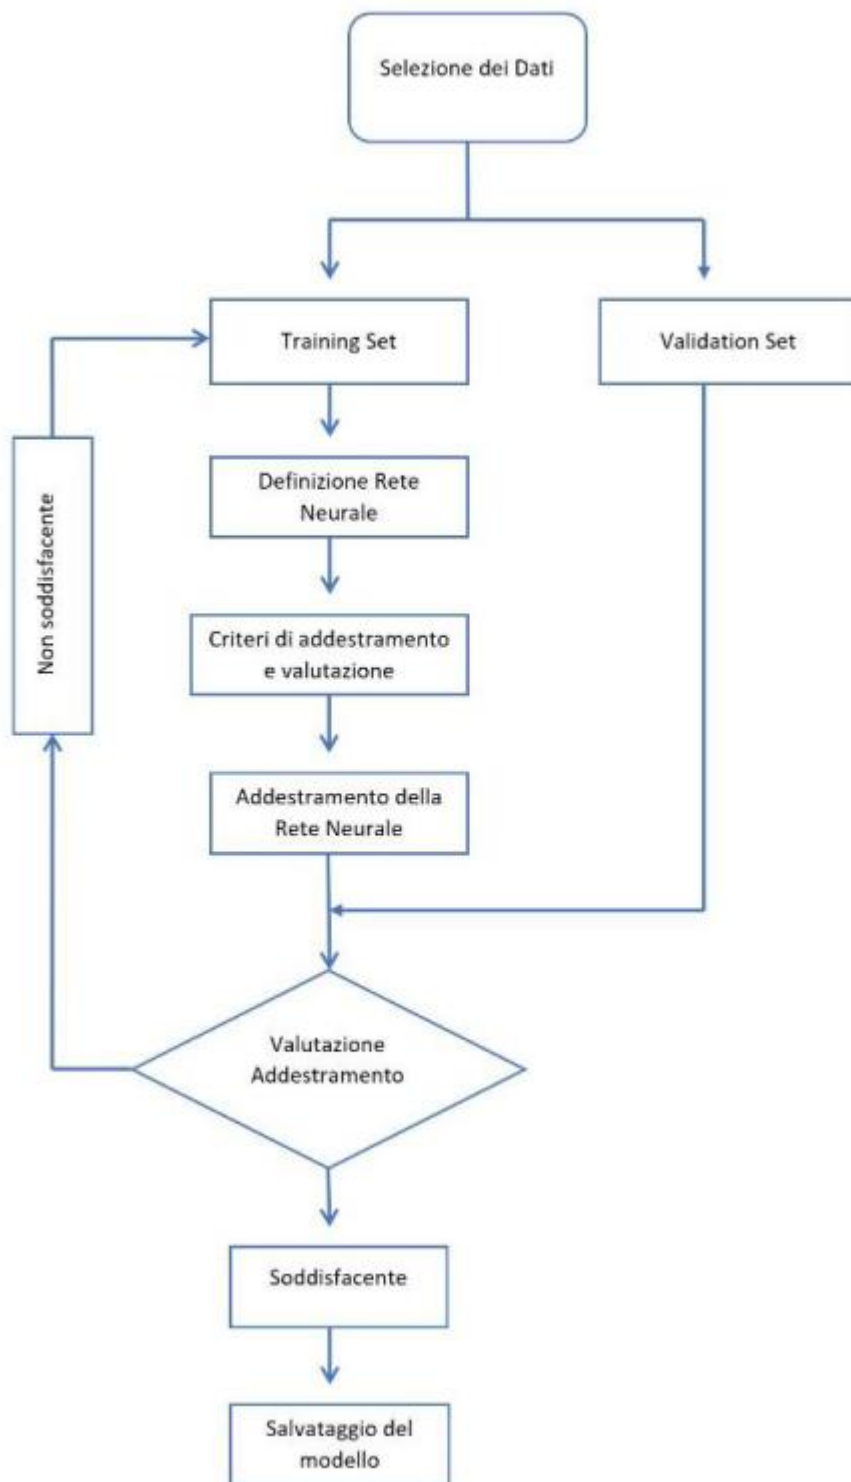 Selezione dei Dati
Training Set
Validation Set
Definizione Rete
Neurale
Non soddisfacente
Criteri di addestramento
e valutazione
Addestramento della
Rete Neurale
Valutazione
Addestramento
Soddisfacente
Salvataggio del
modello